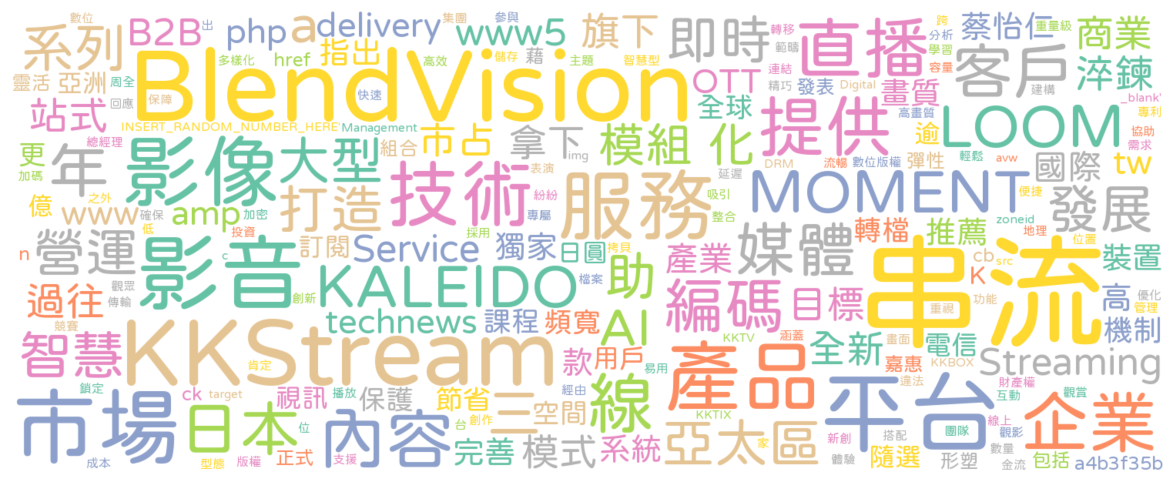 系列
B2B
出
php
a
集團
delivery
參與
www5
旗下
即時
轉移
直播
跨
分析
蔡怡仁
重量級
商業
數位
指出
多樣化
href
高效
儲存
藉
主題
智慧型
OTT
範疇
連結
發表
學習
容量
客戶
建構
淬鍊
靈活
亞洲
周全
回應
保障
BlendVision
快速
全球
精巧
Digital
畫質
高畫質
_blank'
專利
站式
INSERT_RANDOM_NUMBER_HERE'
Management
市占
拿下
模組
化
提供
逾
LOOM
協助
需求
總經理
更
加碼
年
影像
大型
組合
img
表演
技術
服務
延遲
DRM
流暢
數位版權
彈性
輕鬆
avw
國際
tw
億
www
之外
確保
低
投資
amp
加密
打造
紛紛
專屬
採用
吸引
整合
MOMENT
便捷
zoneid
地理
發展
n
營運
觀眾
傳輸
影音
c
訂閱
Service
獨家
日圓
拷貝
檔案
助
產業
媒體
轉檔
推薦
cb
src
位置
K
串流
裝置
過往
競賽
創新
KALEIDO
technews
課程
頻寬
AI
編碼
目標
重視
功能
高
優化
管理
機制
智慧
KKStream
肯定
款
用戶
易用
KKTV
涵蓋
畫面
全新
電信
嘉惠
KKBOX
違法
Streaming
鎖定
ck
target
視訊
播放
保護
節省
經由
台
創作
三
空間
線
產品
KKTIX
平台
財產權
互動
觀賞
企業
市場
成本
日本
型態
版權
位
正式
支援
內容
完善
模式
系統
亞太區
家
新創
體驗
搭配
隨選
團隊
形塑
線上
觀影
數量
金流
包括
a4b3f35b